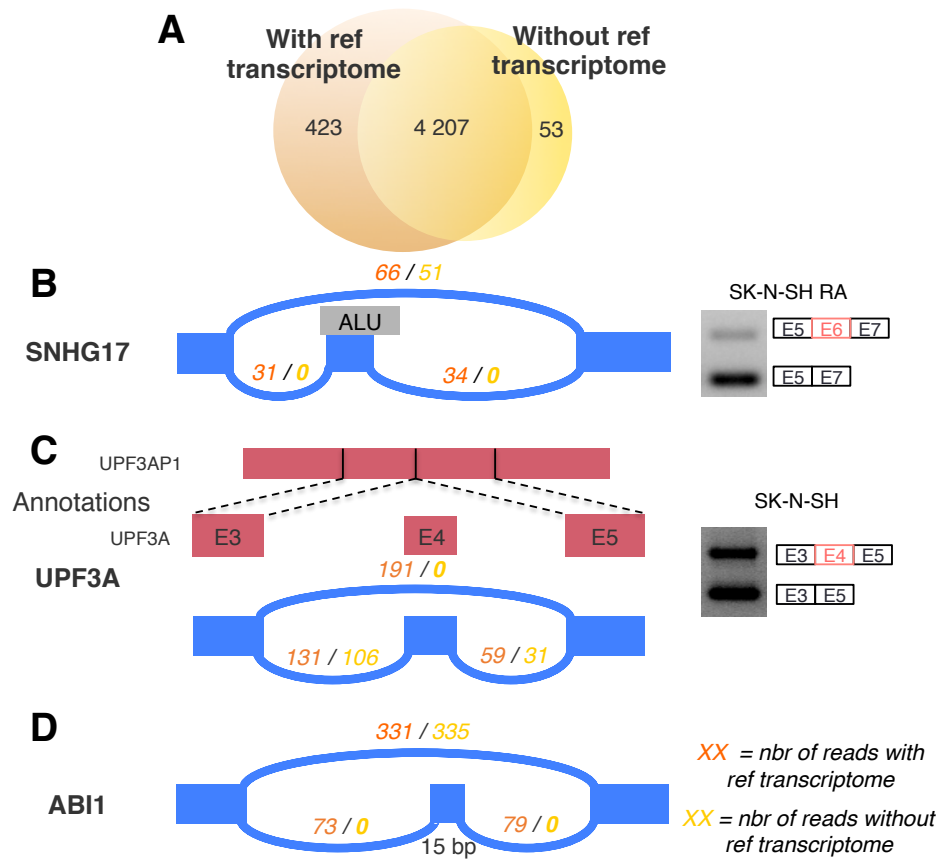 A
With ref
transcriptome
Without ref
transcriptome
423
4 207
53
B
66 / 51
SK-N-SH RA
ALU
E5 E6 E7
SNHG17
31 / 0
34 / 0
E5 E7
C
UPF3AP1
Annotations
SK-N-SH
UPF3A
E3
E4
E5
E3 E4 E5
UPF3A
191 / 0
E3 E5
131 / 106
59 / 31
D
331 / 335
XX = nbr of reads with
ref transcriptome
ABI1
73 / 0
79 / 0
XX = nbr of reads without
ref transcriptome
15 bp